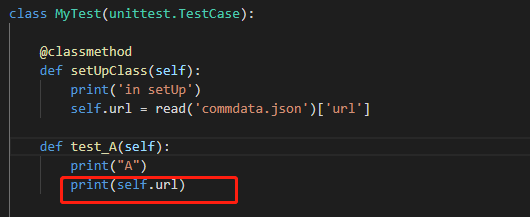 class MyTest(unittest.TestCase):
@classmethod
def setUpClass(self):
print('in setUp')
self.url = read('commdata.json')['url']
def test_A(self):
print("A")
print(self.url)